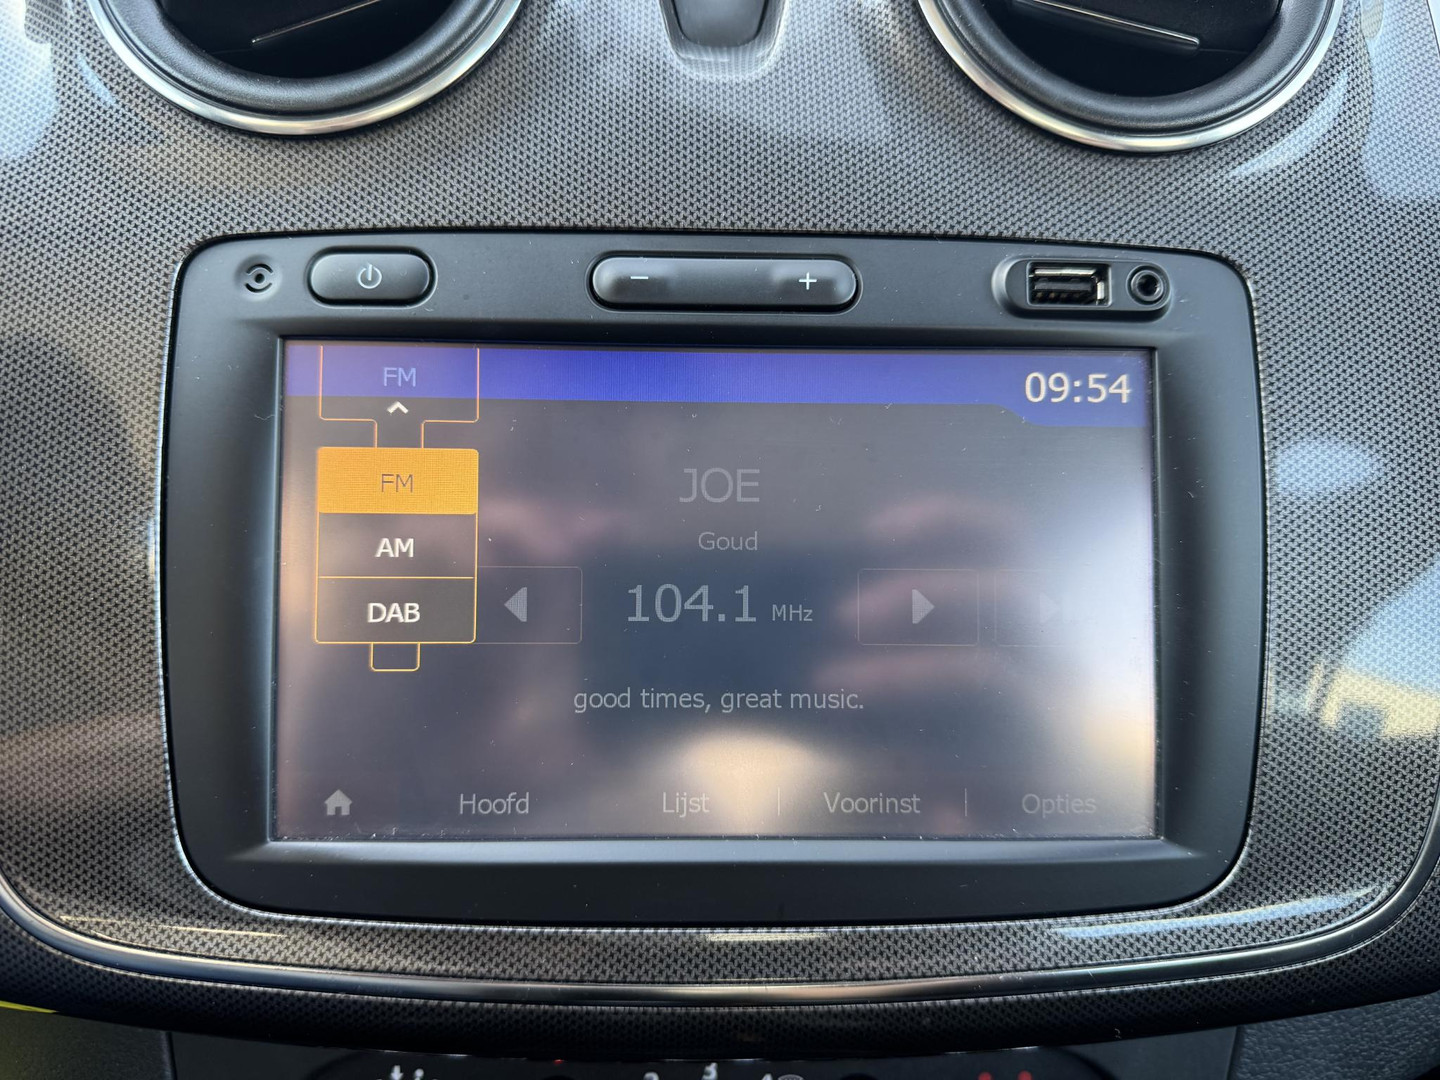 FM
09:54
FM
AM
DAB
JOE
Goud
104.1 MHz
good times, great music.
Hoofd
Lijst
Voorinst
Opties